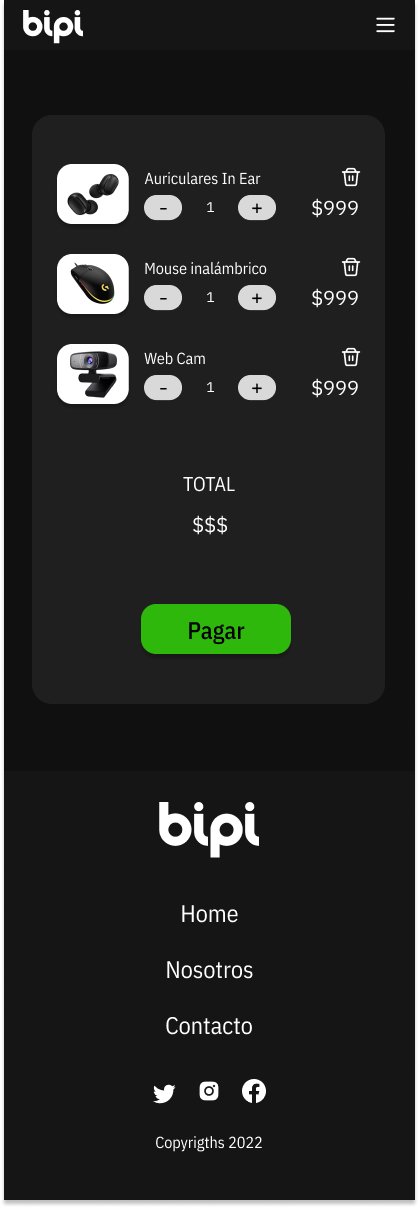 bipi
Auriculares In Ear
- 1 + $999
Mouse inalámbrico
- 1 + $999
Web Cam
- 1 + $999
TOTAL
$$$
Pagar
bipi
Home
Nosotros
Contacto
Copyrigths 2022